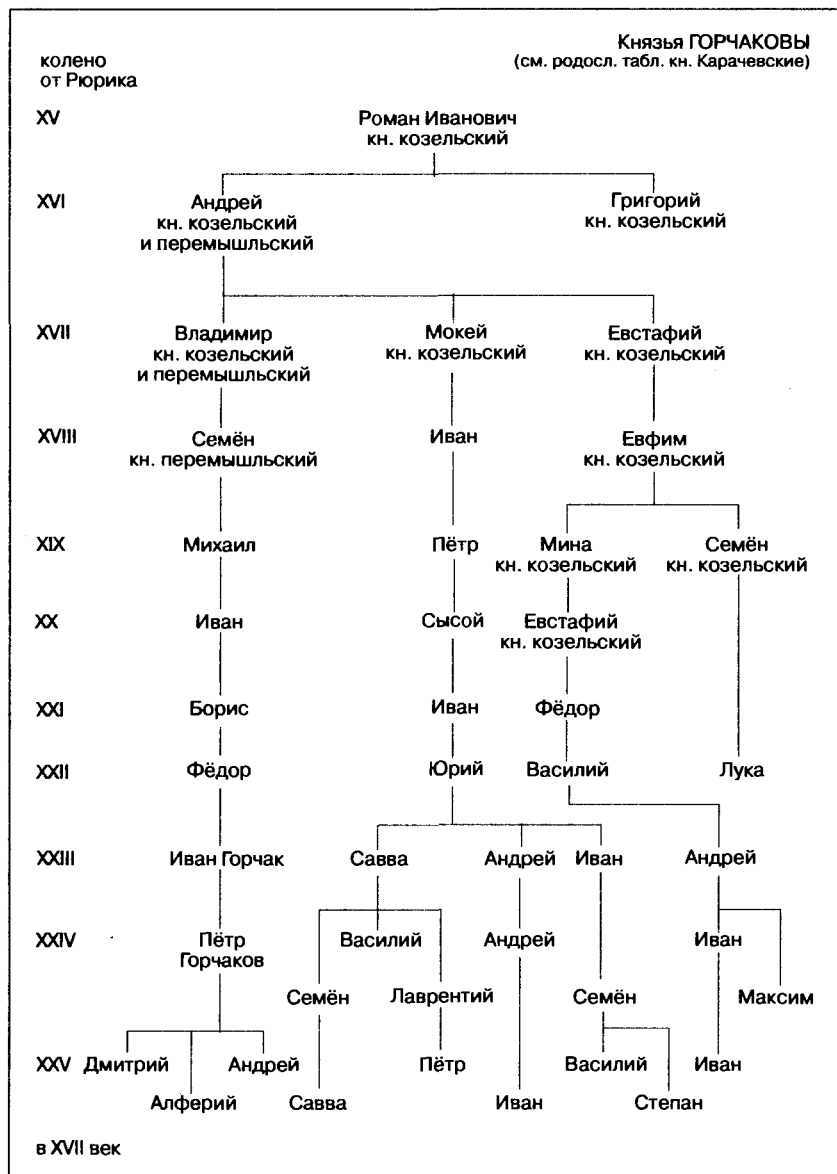 Князья ГОРЧАКОВЫ
(см. родосл. табл. кн. Карачевские)
колено
от Рюрика
XV
Роман Иванович
кн. козельский
XVI
Андрей
кн. козельский
и перемышльский
Григорий
кн. козельский
XVII
Владимир
кн. козельский
и перемышльский
Мокей
кн. козельский
Евстафий
кн. козельский
XVIII
Семён
кн. перемышльский
Иван
Евфим
кн. козельский
XIX
Михаил
Пётр
Мина
кн. козельский
Семён
кн. козельский
XX
Иван
Сысой
Евстафий
кн. козельский
XXI
Борис
Иван
Фёдор
XXII
Фёдор
Юрий
Василий
Лука
XXIII
Иван Горчак
Савва
Андрей
Иван
Андрей
XXIV
Пётр
Горчаков
Василий
Андрей
Иван
Семён
Лаврентий
Семён
Максим
XXV
Дмитрий
Андрей
Пётр
Василий
Иван
Алферий
Савва
Иван
Степан
в XVII век